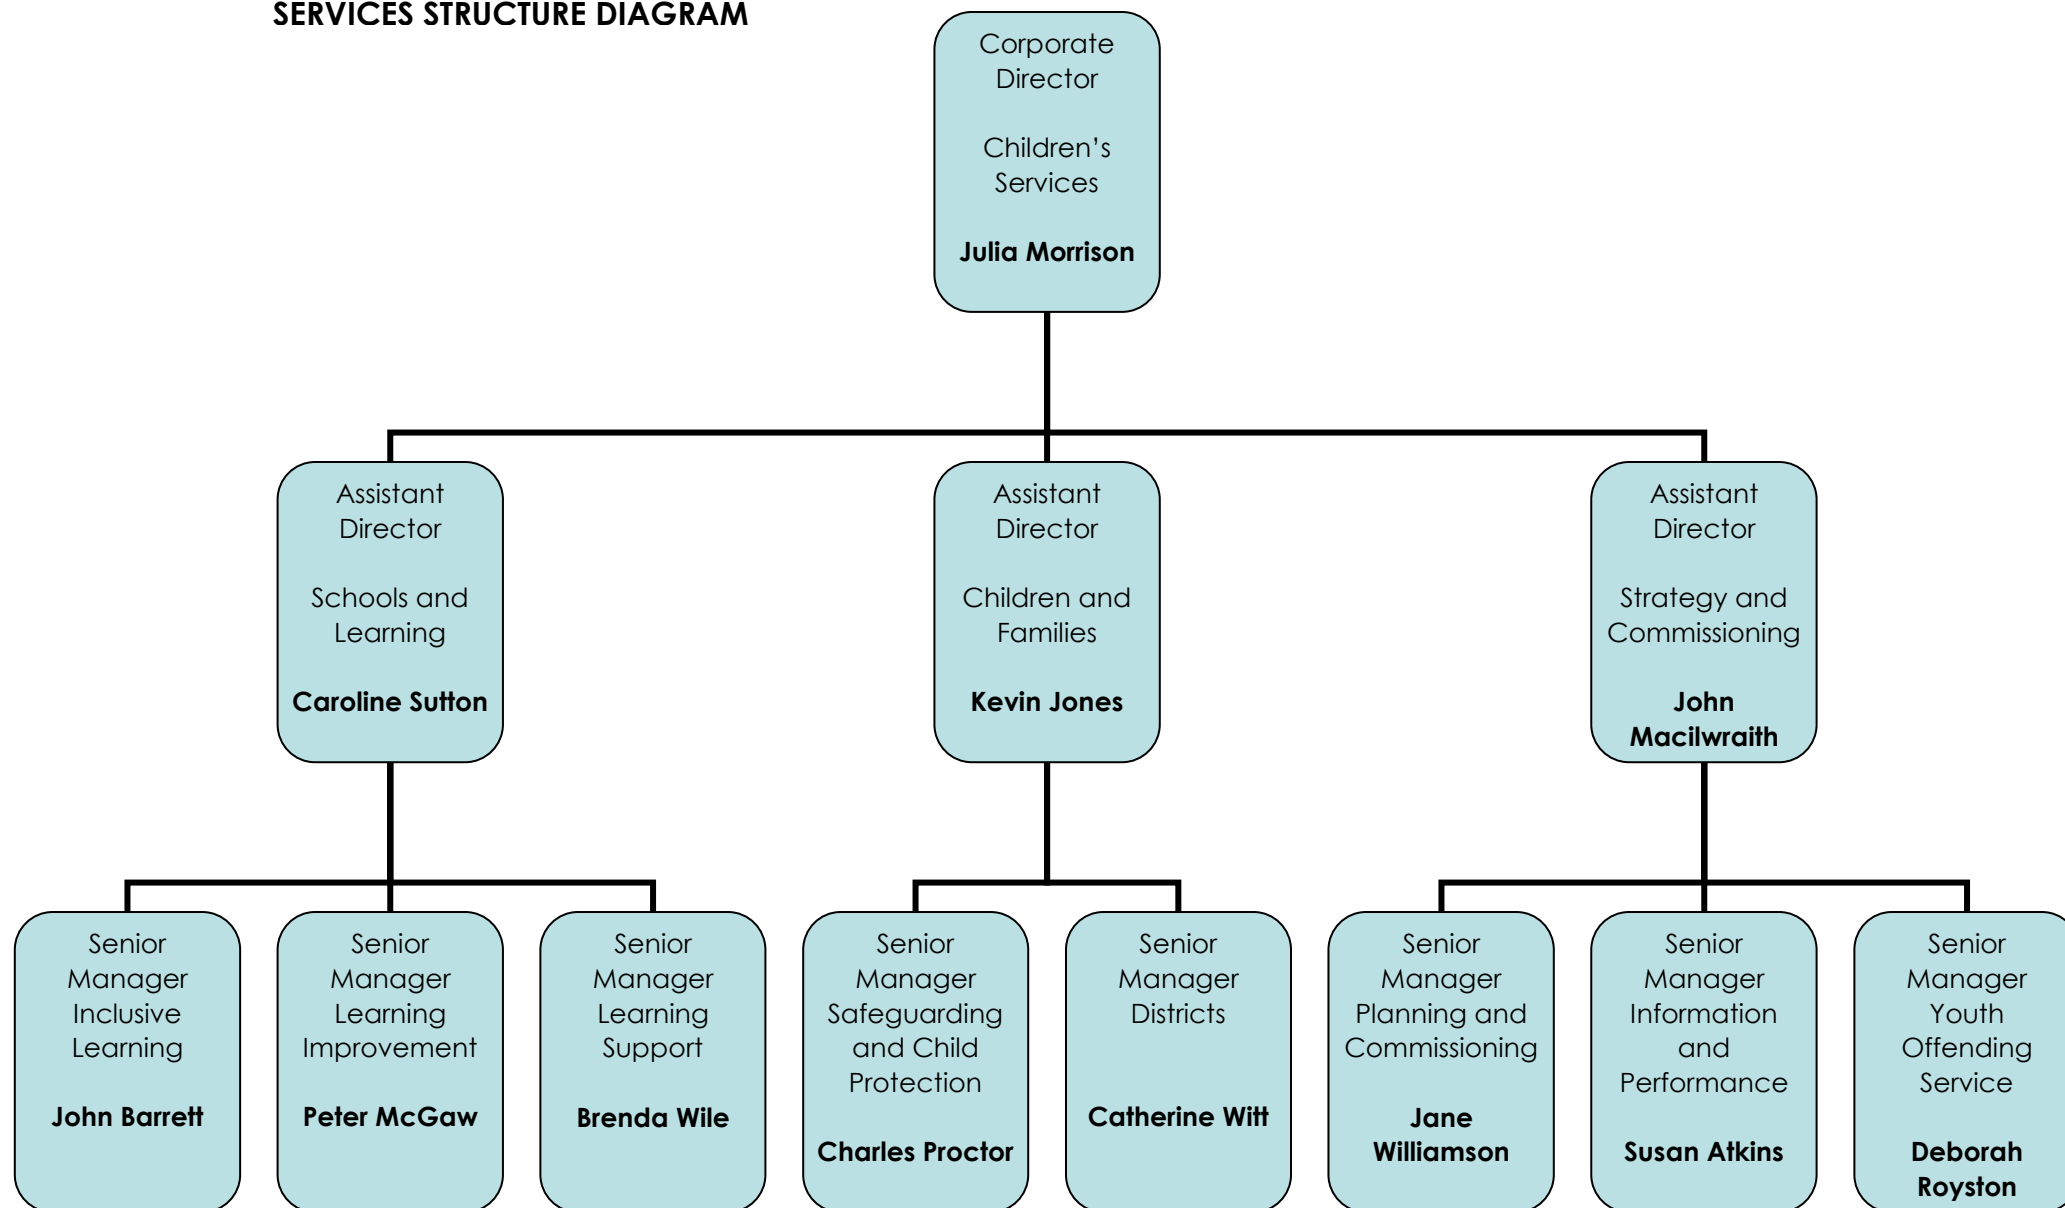 SERVICES STRUCTURE DIAGRAM
Corporate
Director
Children’s
Services
Julia Morrison
Assistant
Director
Schools and
Learning
Caroline Sutton
Assistant
Director
Children and
Families
Kevin Jones
Assistant
Director
Strategy and
Commissioning
John
Macilwraith
Senior
Manager
Inclusive
Learning
John Barrett
Senior
Manager
Learning
Improvement
Peter McGaw
Senior
Manager
Learning
Support
Brenda Wile
Senior
Manager
Safeguarding
and Child
Protection
Charles Proctor
Senior
Manager
Districts
Catherine Witt
Senior
Manager
Planning and
Commissioning
Jane
Williamson
Senior
Manager
Information
and
Performance
Susan Atkins
Senior
Manager
Youth
Offending
Service
Deborah
Royston